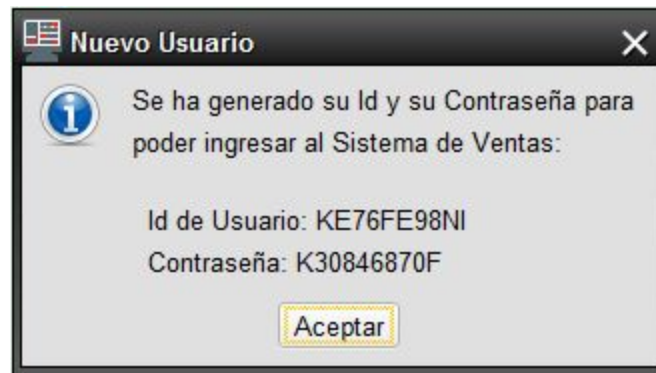 Nuevo Usuario
Se ha generado su Id y su Contraseña para
poder ingresar al Sistema de Ventas:
Id de Usuario: KE76FE98NI
Contraseña: K30846870F
Aceptar